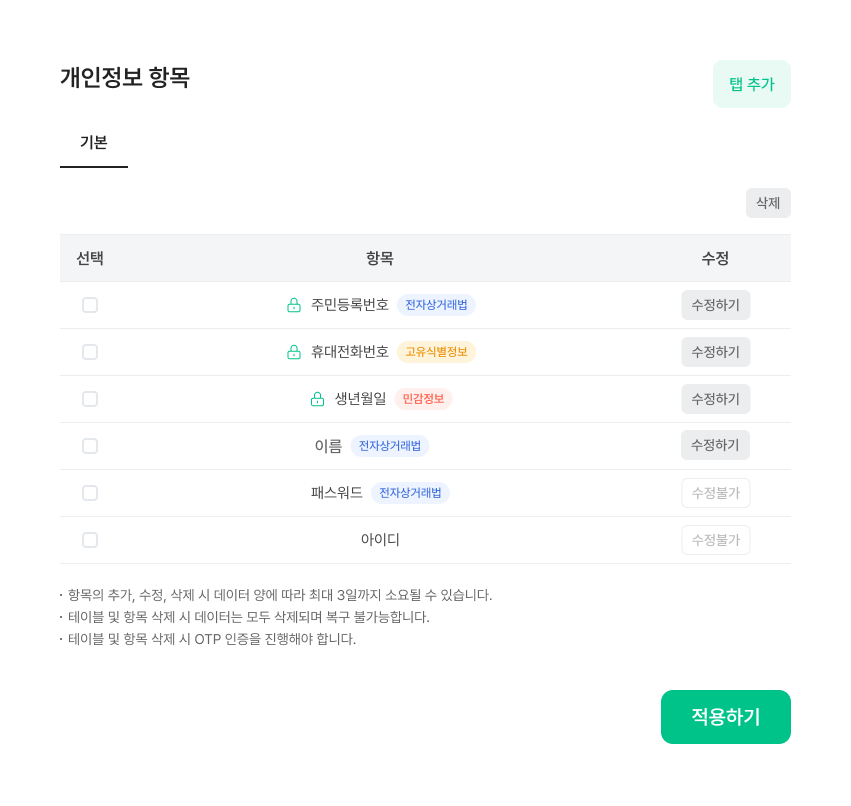 개인정보 항목
탭 추가
기본
삭제
선택 항목 수정
주민등록번호 전자상거래법 수정하기
휴대전화번호 고유식별정보 수정하기
생년월일 민감정보 수정하기
이름 전자상거래법 수정하기
패스워드 전자상거래법 수정불가
아이디 수정불가
· 항목의 추가, 수정, 삭제 시 데이터 양에 따라 최대 3일까지 소요될 수 있습니다.
· 테이블 및 항목 삭제 시 데이터는 모두 삭제되며 복구 불가능합니다.
· 테이블 및 항목 삭제 시 OTP 인증을 진행해야 합니다.
적용하기